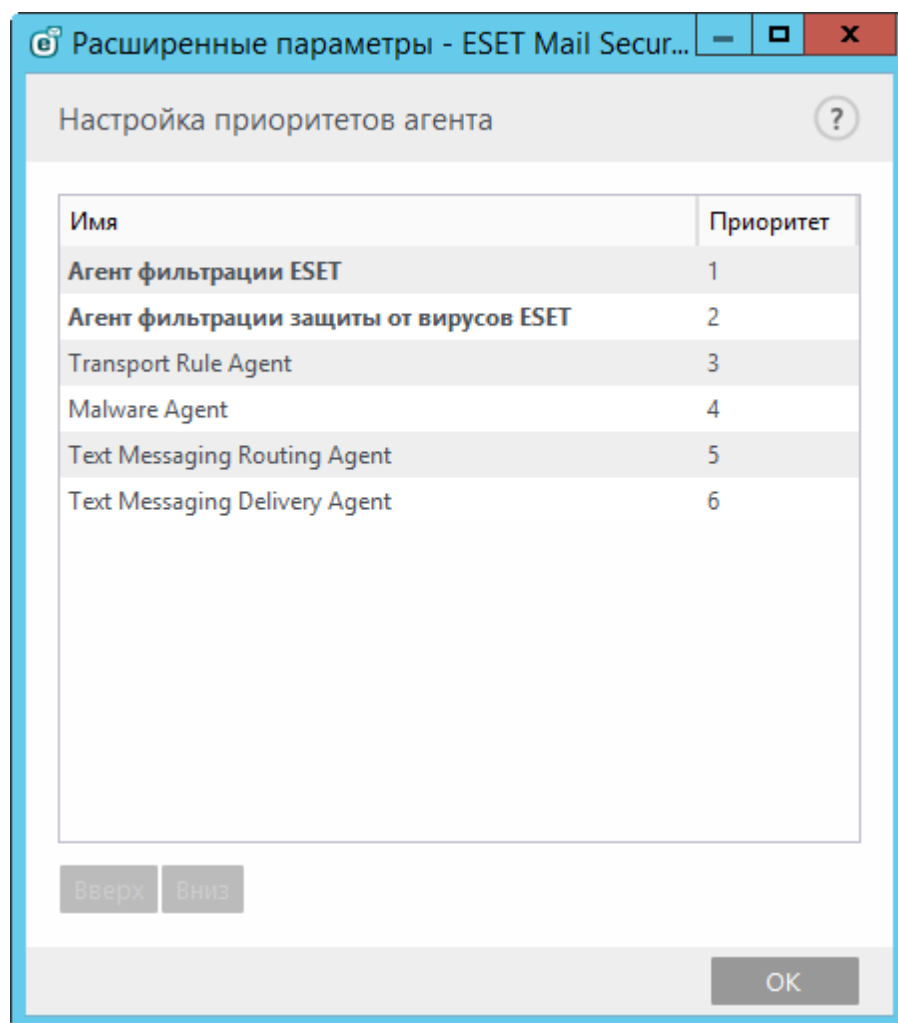 Расширенные параметры - ESET Mail Secur...
Настройка приоритетов агента ?
Имя Приоритет
Агент фильтрации ESET 1
Агент фильтрации защиты от вирусов ESET 2
Transport Rule Agent 3
Malware Agent 4
Text Messaging Routing Agent 5
Text Messaging Delivery Agent 6
Вверх Вниз
OK